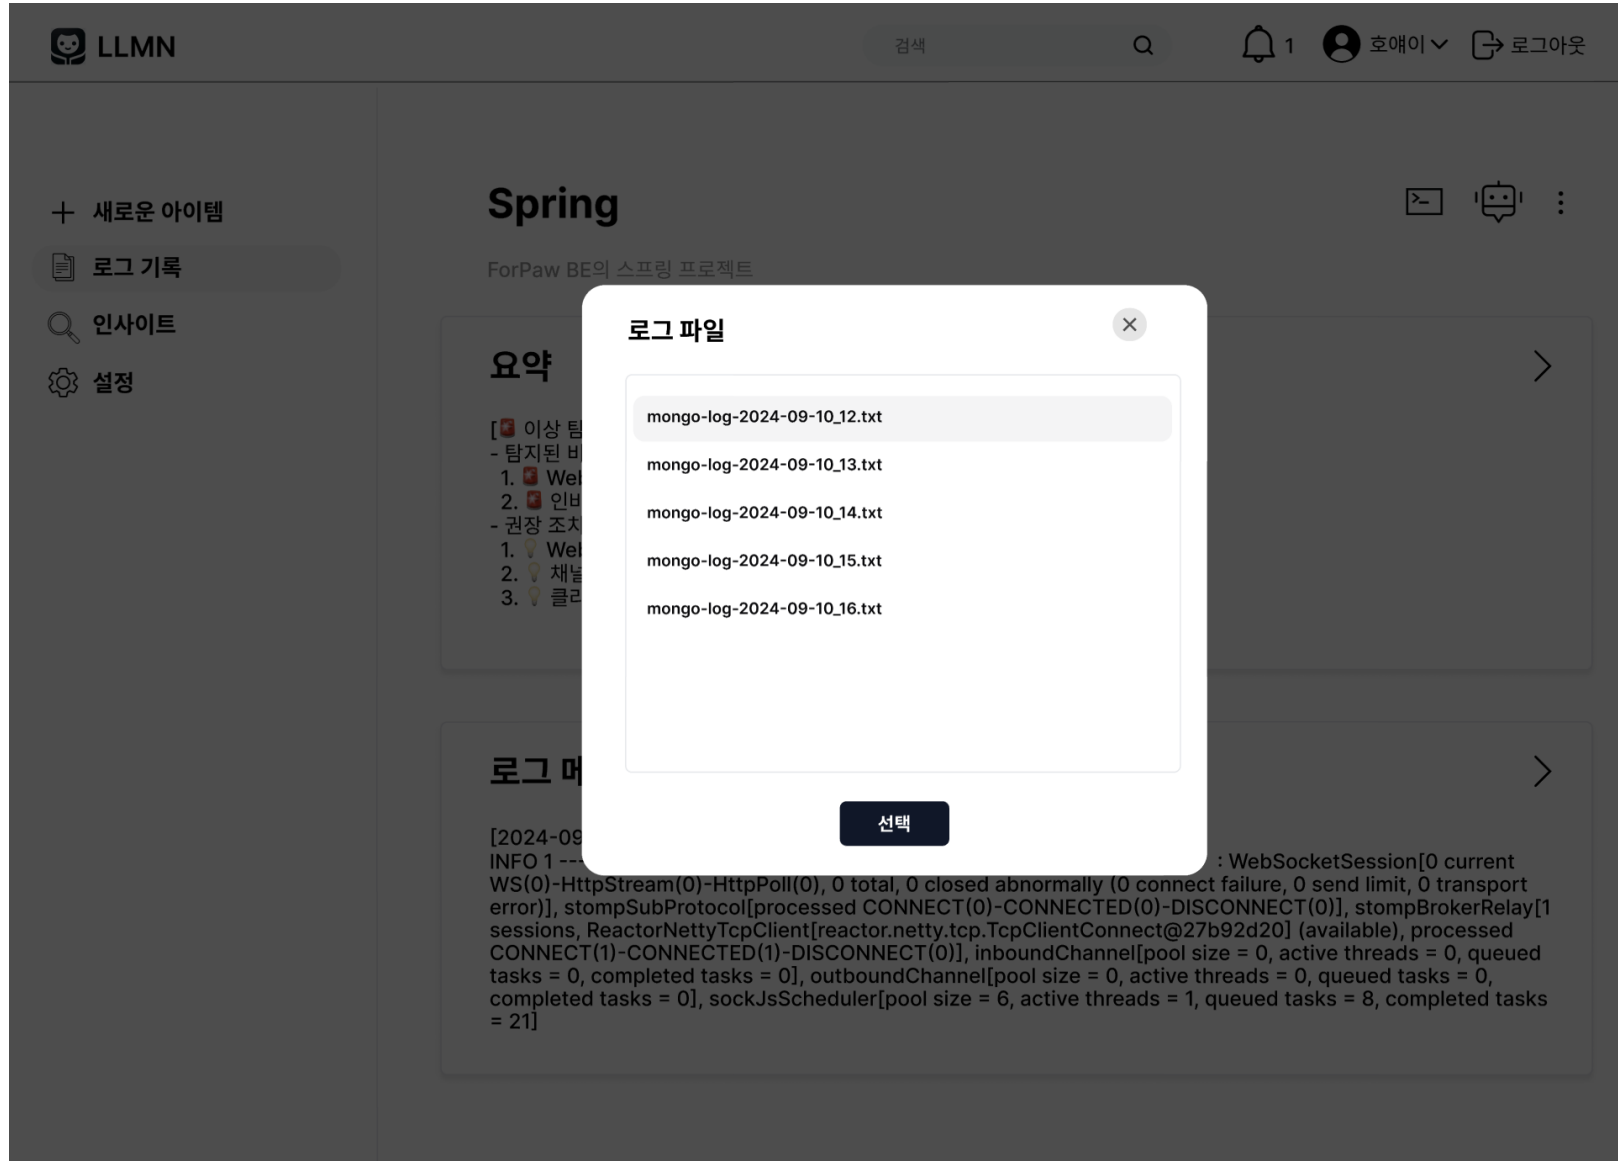 LLMN
검색
1
호얘이
로그아웃
새로운 아이템
로그 기록
인사이트
설정
Spring
ForPaw BE의 스프링 프로젝트
로그 파일
mongo-log-2024-09-10_12.txt
mongo-log-2024-09-10_13.txt
mongo-log-2024-09-10_14.txt
mongo-log-2024-09-10_15.txt
mongo-log-2024-09-10_16.txt
선택
요약
[🚨 이상 탐
- 탐지된 비
1. 🚨 Web
2. 🚨 인바
- 권장 조치
1. 💡 Web
2. 💡 채널
3. 💡 클라
로그 메
[2024-09
INFO 1 --- : WebSocketSession[0 current
WS(0)-HttpStream(0)-HttpPoll(0), 0 total, 0 closed abnormally (0 connect failure, 0 send limit, 0 transport
error)], stompSubProtocol[processed CONNECT(0)-CONNECTED(0)-DISCONNECT(0)], stompBrokerRelay[1
sessions, ReactorNettyTcpClient[reactor.netty.tcp.TcpClientConnect@27b92d20] (available), processed
CONNECT(1)-CONNECTED(1)-DISCONNECT(0)], inboundChannel[pool size = 0, active threads = 0, queued
tasks = 0, completed tasks = 0], outboundChannel[pool size = 0, active threads = 0, queued tasks = 0,
completed tasks = 0], sockJsScheduler[pool size = 6, active threads = 1, queued tasks = 8, completed tasks
= 21]